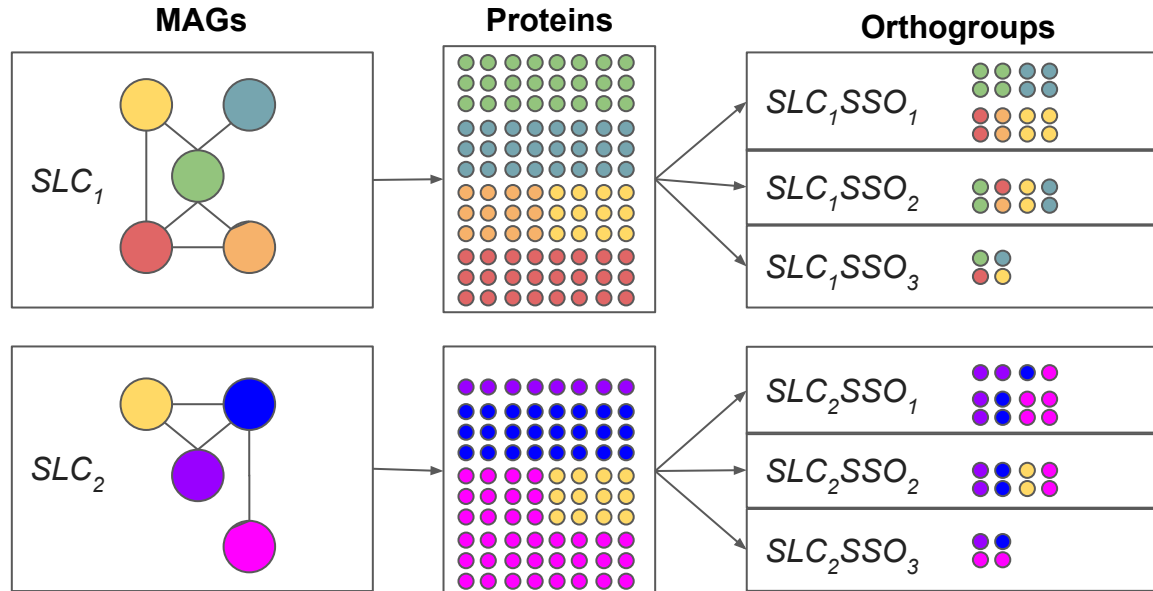 MAGs Proteins Orthogroups
SLC₁
SLC₁SSO₁
SLC₁SSO₂
SLC₁SSO₃
SLC₂
SLC₂SSO₁
SLC₂SSO₂
SLC₂SSO₃